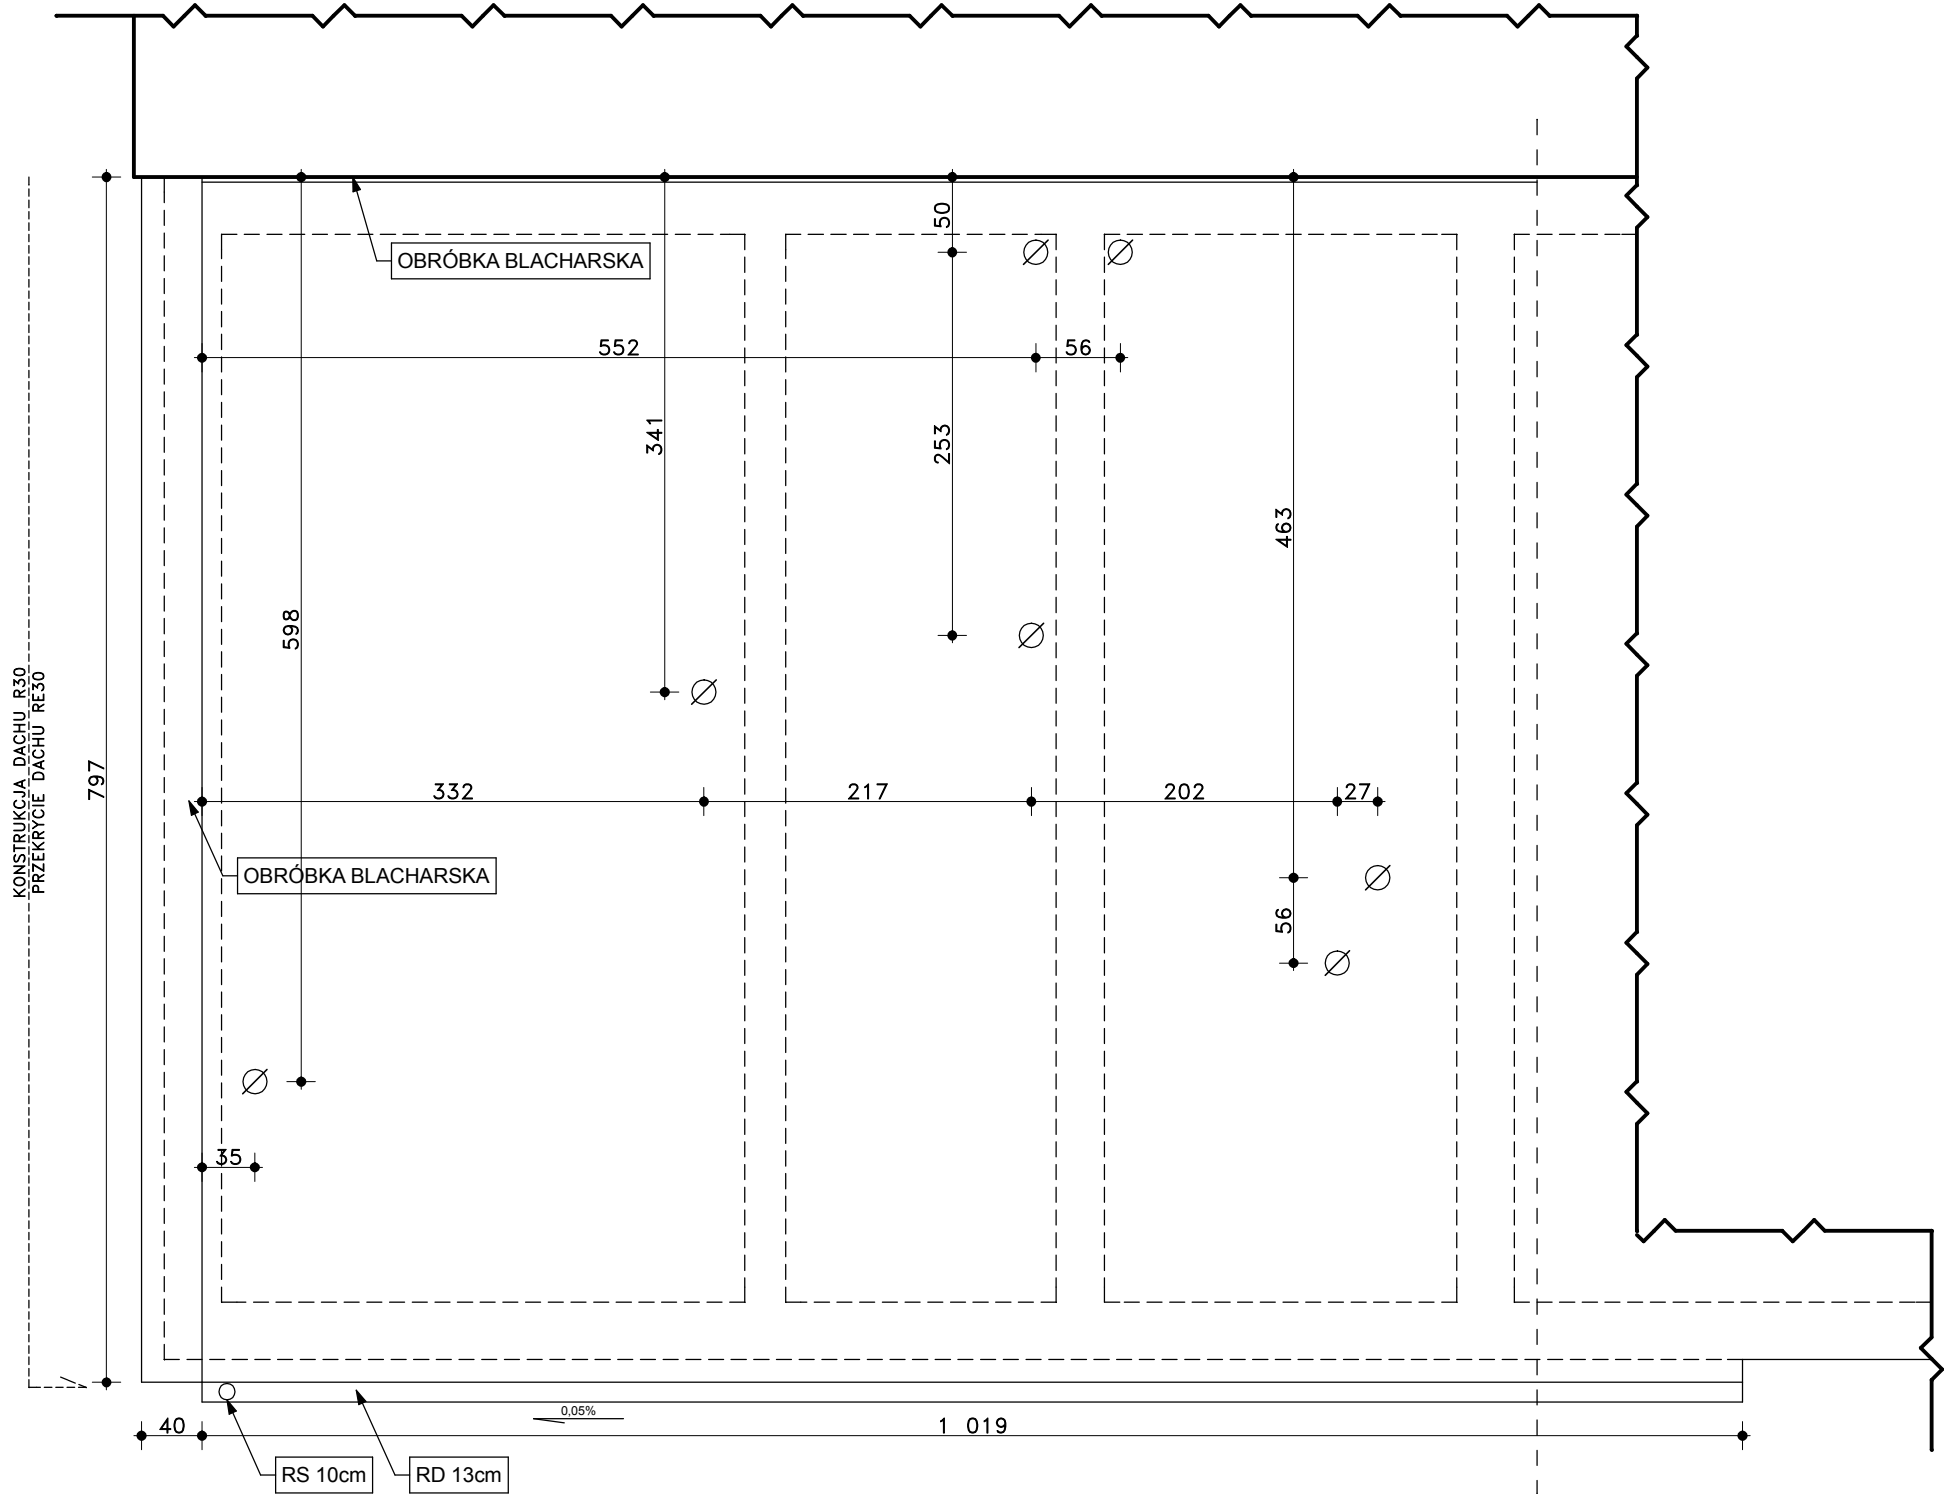 50
OBRÓBKA BLACHARSKA
552
56
341
253
463
598
KONSTRUKCJA DACHU R30
PRZEKRYCIE DACHU RE30
797
332
217
202
27
OBRÓBKA BLACHARSKA
56
35
0,05%
40
1 019
RS 10cm
RD 13cm